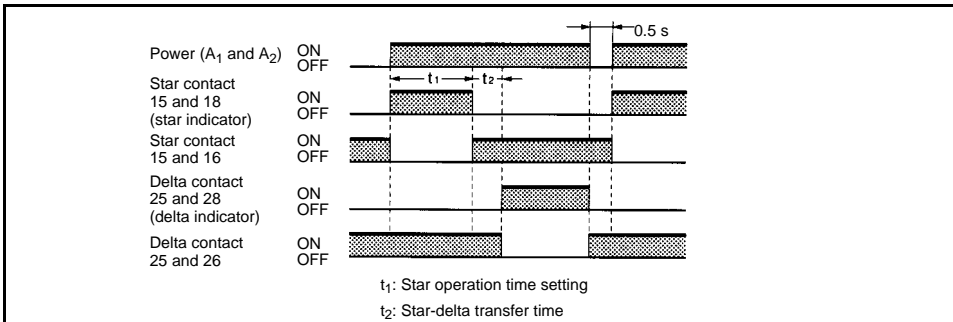 0.5 s
Power (A1 and A2) ON
OFF
t1 t2
Star contact
15 and 18 ON
(star indicator) OFF
Star contact ON
15 and 16 OFF
Delta contact
25 and 28 ON
(delta indicator) OFF
Delta contact ON
25 and 26 OFF
t1: Star operation time setting
t2: Star-delta transfer time